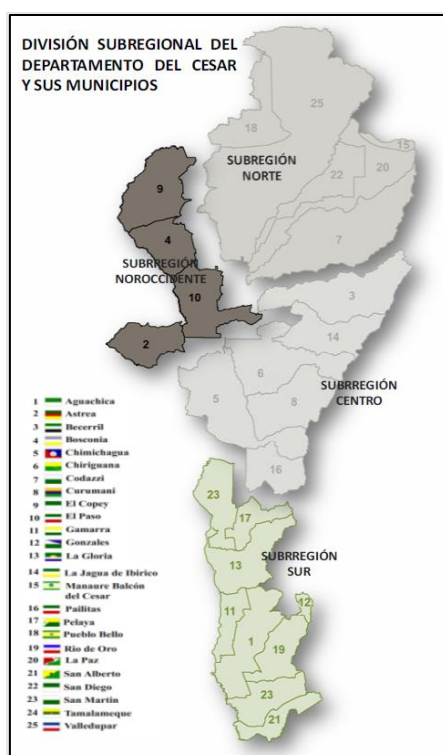 DIVISIÓN SUBREGIONAL DEL
DEPARTAMENTO DEL CESAR
Y SUS MUNICIPIOS
25
18
15
SUBREGIÓN
NORTE
22
20
9
7
4
SUBRREGIÓN
NOROCCIDENTE
10
3
14
2
6
SUBRREGIÓN
CENTRO
5
8
16
23
17
SUBRREGIÓN
SUR
13
12
11
1
19
23
21
1 Aguachica
2 Astrea
3 Becerril
4 Bosconia
5 Chimichagua
6 Chiriguana
7 Codazzi
8 Curumani
9 El Copey
10 El Paso
11 Gamarra
12 Gonzales
13 La Gloria
14 La Jagua de Ibirico
15 Manaure Balcón
del Cesar
16 Pailitas
17 Pelaya
18 Pueblo Bello
19 Rio de Oro
20 La Paz
21 San Alberto
22 San Diego
23 San Martin
24 Tamalameque
25 Valledupar